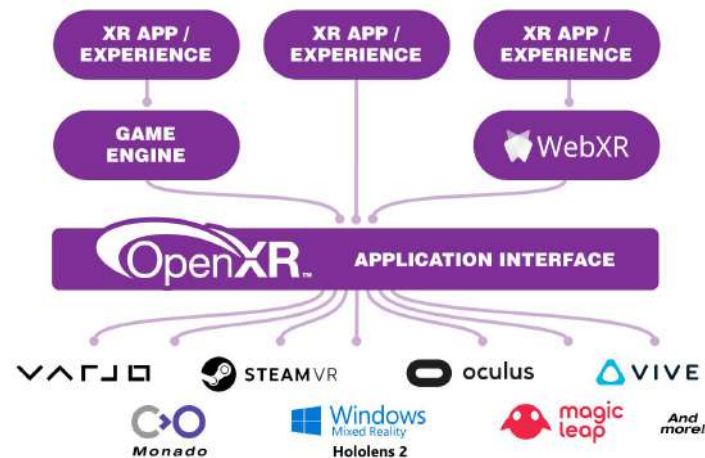 XR APP / EXPERIENCE
XR APP / EXPERIENCE
XR APP / EXPERIENCE
GAME ENGINE
WebXR
OpenXR™ APPLICATION INTERFACE
VARJO
STEAMVR
oculus
VIVE
Monado
Windows
Mixed Reality
Hololens 2
magic
leap
And
more!